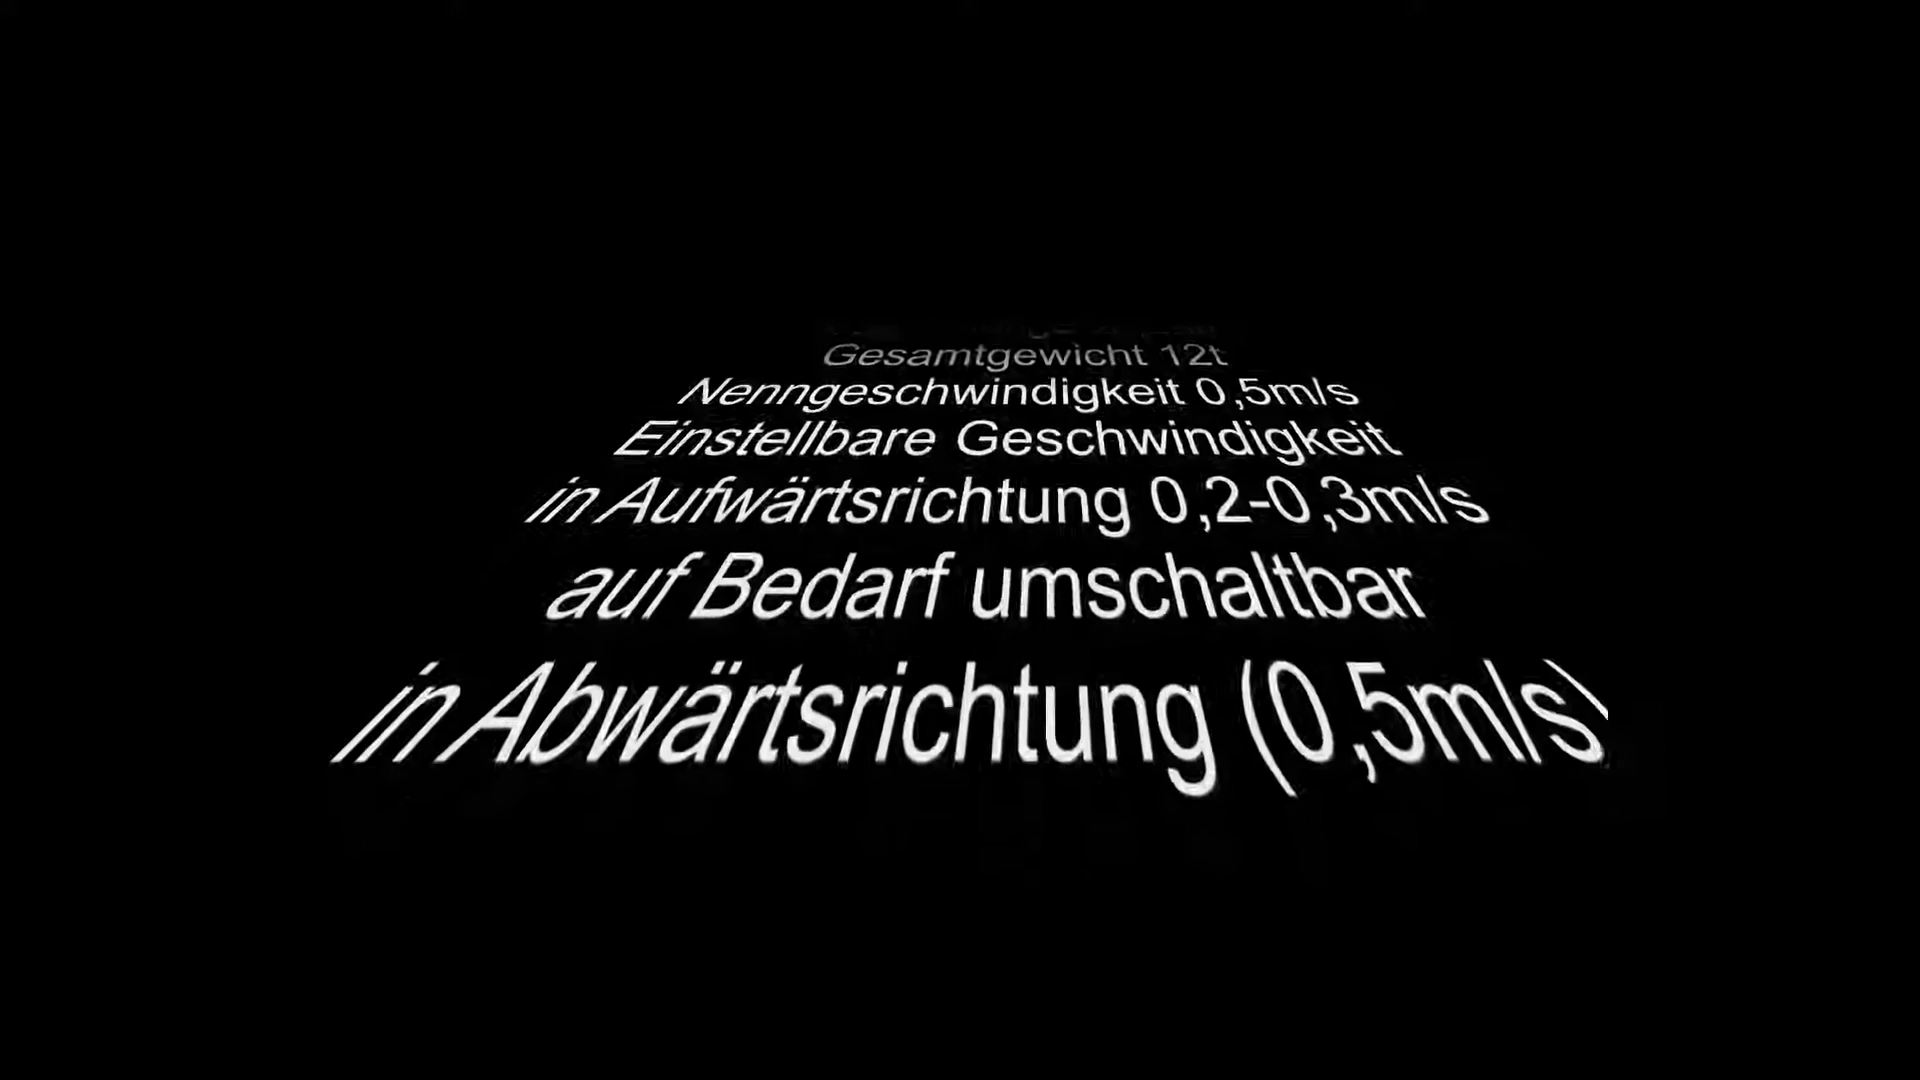 Gesamtgewicht 12t
Nenngeschwindigkeit 0,5m/s
Einstellbare Geschwindigkeit
in Aufwärtsrichtung 0,2-0,3m/s
auf Bedarf umschaltbar
in Abwärtsrichtung (0,5m/s)